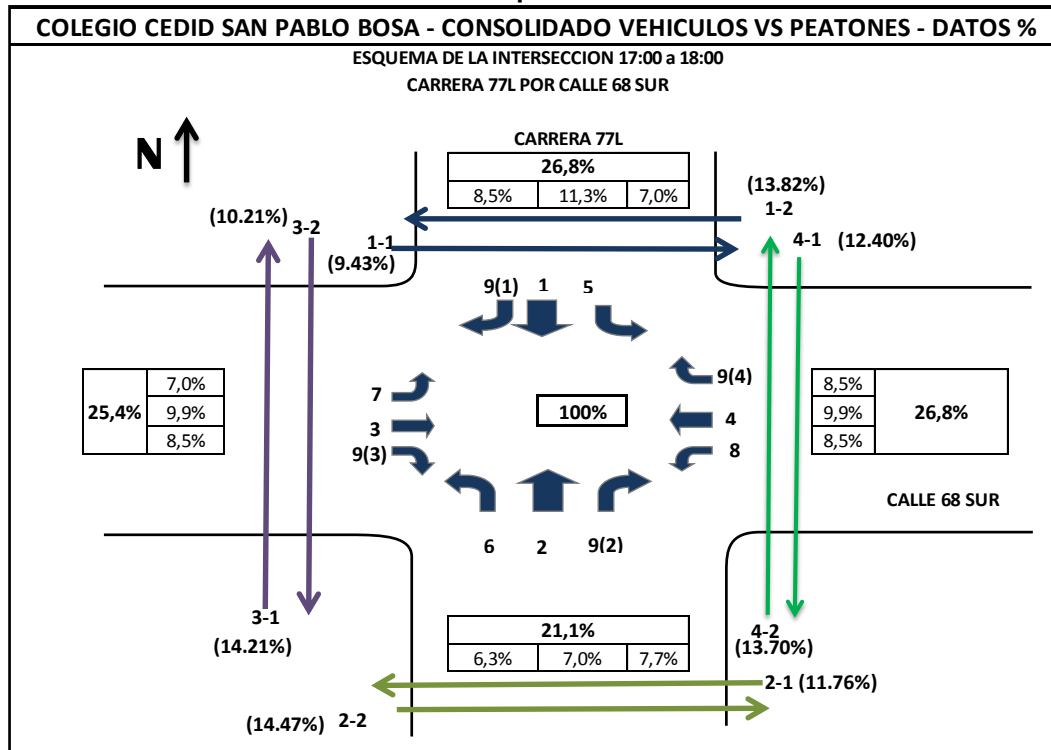 COLEGIO CEDID SAN PABLO BOSA - CONSOLIDADO VEHICULOS VS PEATONES - DATOS %
ESQUEMA DE LA INTERSECCION 17:00 a 18:00
CARRERA 77L POR CALLE 68 SUR
N
CARRERA 77L
26,8%
8,5% 11,3% 7,0%
(13.82%)
1-2
(10.21%) 3-2
1-1
(9.43%)
4-1 (12.40%)
9(1) 1 5
25,4%
7,0%
9,9%
8,5%
7
3
9(3)
100%
9(4)
4
8
8,5%
9,9%
8,5%
26,8%
CALLE 68 SUR
6 2 9(2)
3-1
(14.21%)
21,1%
6,3% 7,0% 7,7%
4-2
(13.70%)
2-1 (11.76%)
(14.47%) 2-2